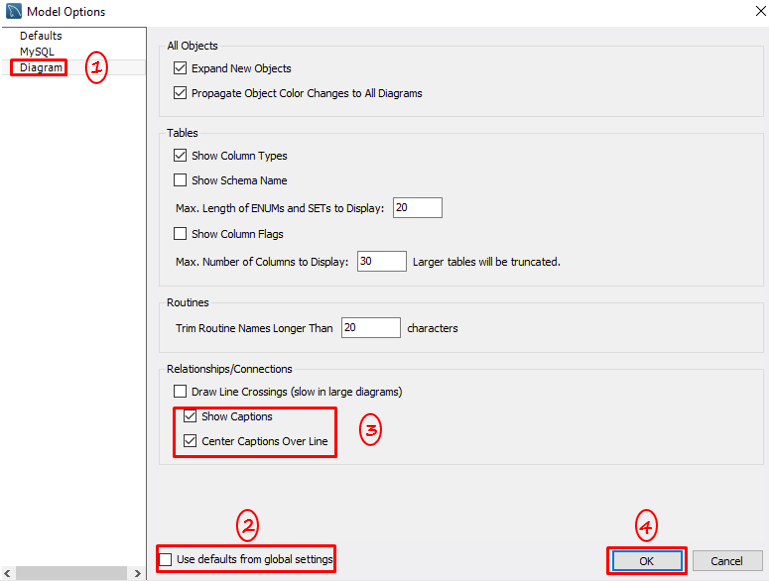 Model Options
Defaults
MySQL
Diagram
1
All Objects
Expand New Objects
Propagate Object Color Changes to All Diagrams
Tables
Show Column Types
Show Schema Name
Max. Length of ENUMs and SETs to Display: 20
Show Column Flags
Max. Number of Columns to Display: 30 Larger tables will be truncated.
Routines
Trim Routine Names Longer Than 20 characters
Relationships/Connections
Draw Line Crossings (slow in large diagrams)
Show Captions
Center Captions Over Line
3
2
Use defaults from global settings
4
OK
Cancel